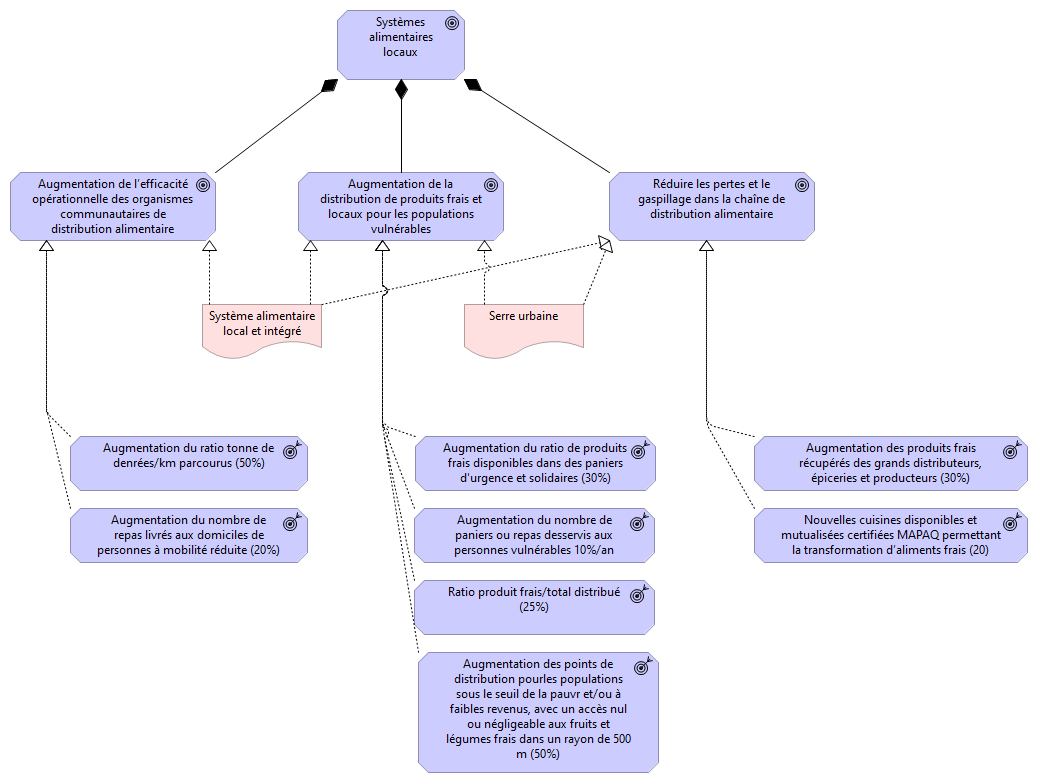 Systèmes
alimentaires
locaux
Augmentation de l'efficacité
opérationnelle des organismes
communautaires de
distribution alimentaire
Augmentation de la
distribution de produits frais et
locaux pour les populations
vulnérables
Réduire les pertes et le
gaspillage dans la chaîne de
distribution alimentaire
Système alimentaire
local et intégré
Serre urbaine
Augmentation du ratio tonne de
denrées/km parcourus (50%)
Augmentation du nombre de
repas livrés aux domiciles de
personnes à mobilité réduite (20%)
Augmentation du ratio de produits
frais disponibles dans des paniers
d'urgence et solidaires (30%)
Augmentation du nombre de
paniers ou repas desservis aux
personnes vulnérables 10%/an
Ratio produit frais/total distribué
(25%)
Augmentation des points de
distribution pourles populations
sous le seuil de la pauvr et/ou à
faibles revenus, avec un accès nul
ou négligeable aux fruits et
légumes frais dans un rayon de 500
m (50%)
Augmentation des produits frais
récupérés des grands distributeurs,
épiceries et producteurs (30%)
Nouvelles cuisines disponibles et
mutualisées certifiées MAPAQ permettant
la transformation d'aliments frais (20)